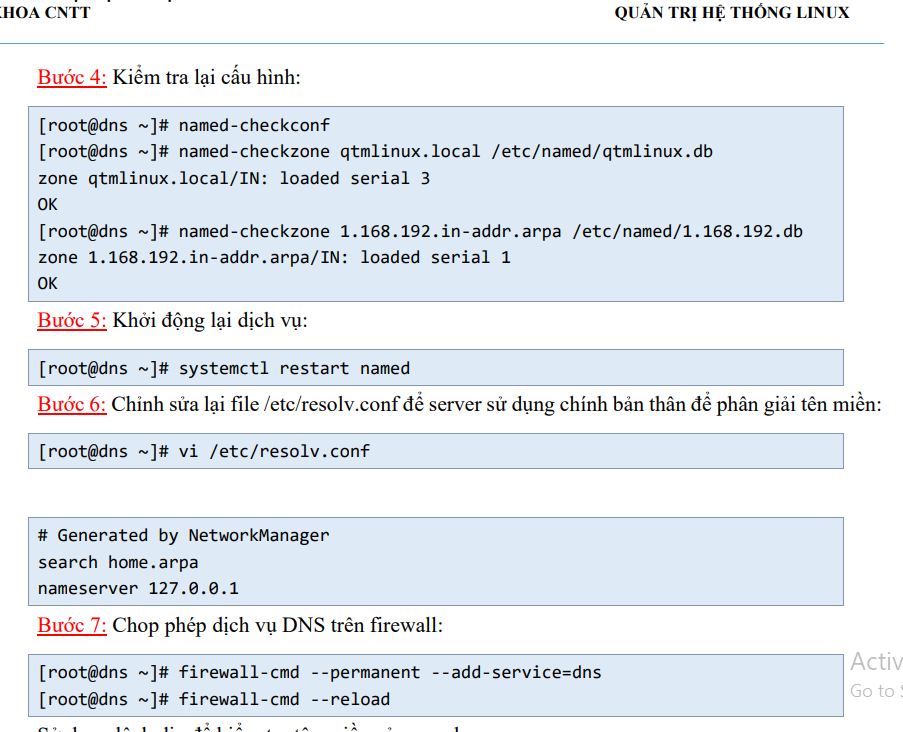 KHOA CNTT
QUẢN TRỊ HỆ THỐNG LINUX
Bước 4: Kiểm tra lại cấu hình:
[root@dns ~]# named-checkconf
[root@dns ~]# named-checkzone qtmlinux.local /etc/named/qtmlinux.db
zone qtmlinux.local/IN: loaded serial 3
OK
[root@dns ~]# named-checkzone 1.168.192.in-addr.arpa /etc/named/1.168.192.db
zone 1.168.192.in-addr.arpa/IN: loaded serial 1
OK
Bước 5: Khởi động lại dịch vụ:
[root@dns ~]# systemctl restart named
Bước 6: Chỉnh sửa lại file /etc/resolv.conf để server sử dụng chính bản thân để phân giải tên miền:
[root@dns ~]# vi /etc/resolv.conf
# Generated by NetworkManager
search home.arpa
nameserver 127.0.0.1
Bước 7: Chop phép dịch vụ DNS trên firewall:
[root@dns ~]# firewall-cmd --permanent --add-service=dns
[root@dns ~]# firewall-cmd --reload
Activ
Go to S